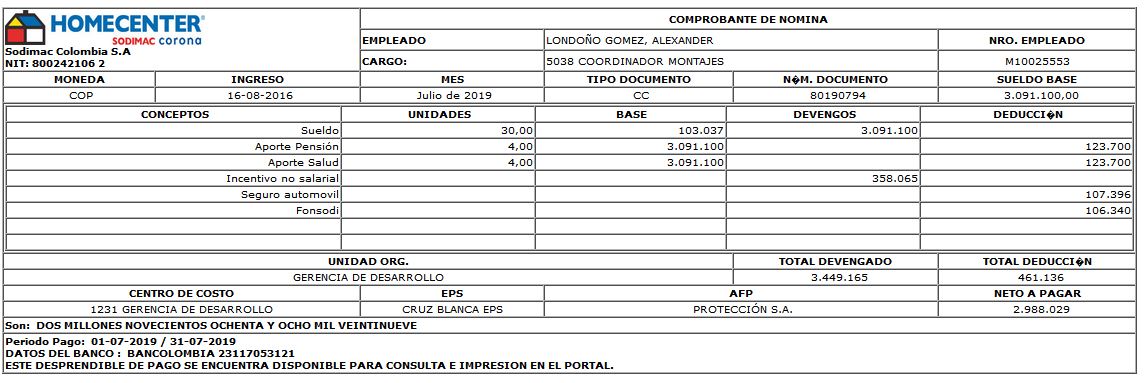 HOMECENTER
SODIMAC corona
Sodimac Colombia S.A
NIT: 800242106 2
COMPROBANTE DE NOMINA
EMPLEADO LONDOÑO GOMEZ, ALEXANDER NRO. EMPLEADO
CARGO: 5038 COORDINADOR MONTAJES M10025553
MONEDA INGRESO MES TIPO DOCUMENTO N�M. DOCUMENTO SUELDO BASE
COP 16-08-2016 Julio de 2019 CC 80190794 3.091.100,00
CONCEPTOS UNIDADES BASE DEVENGOS DEDUCCI�N
Sueldo 30,00 103.037 3.091.100
Aporte Pensión 4,00 3.091.100 123.700
Aporte Salud 4,00 3.091.100 123.700
Incentivo no salarial 358.065
Seguro automovil 107.396
Fonsodi 106.340
UNIDAD ORG. TOTAL DEVENGADO TOTAL DEDUCCI�N
GERENCIA DE DESARROLLO 3.449.165 461.136
CENTRO DE COSTO EPS AFP NETO A PAGAR
1231 GERENCIA DE DESARROLLO CRUZ BLANCA EPS PROTECCIÓN S.A. 2.988.029
Son: DOS MILLONES NOVECIENTOS OCHENTA Y OCHO MIL VEINTINUEVE
Periodo Pago: 01-07-2019 / 31-07-2019
DATOS DEL BANCO : BANCOLOMBIA 23117053121
ESTE DESPRENDIBLE DE PAGO SE ENCUENTRA DISPONIBLE PARA CONSULTA E IMPRESION EN EL PORTAL.